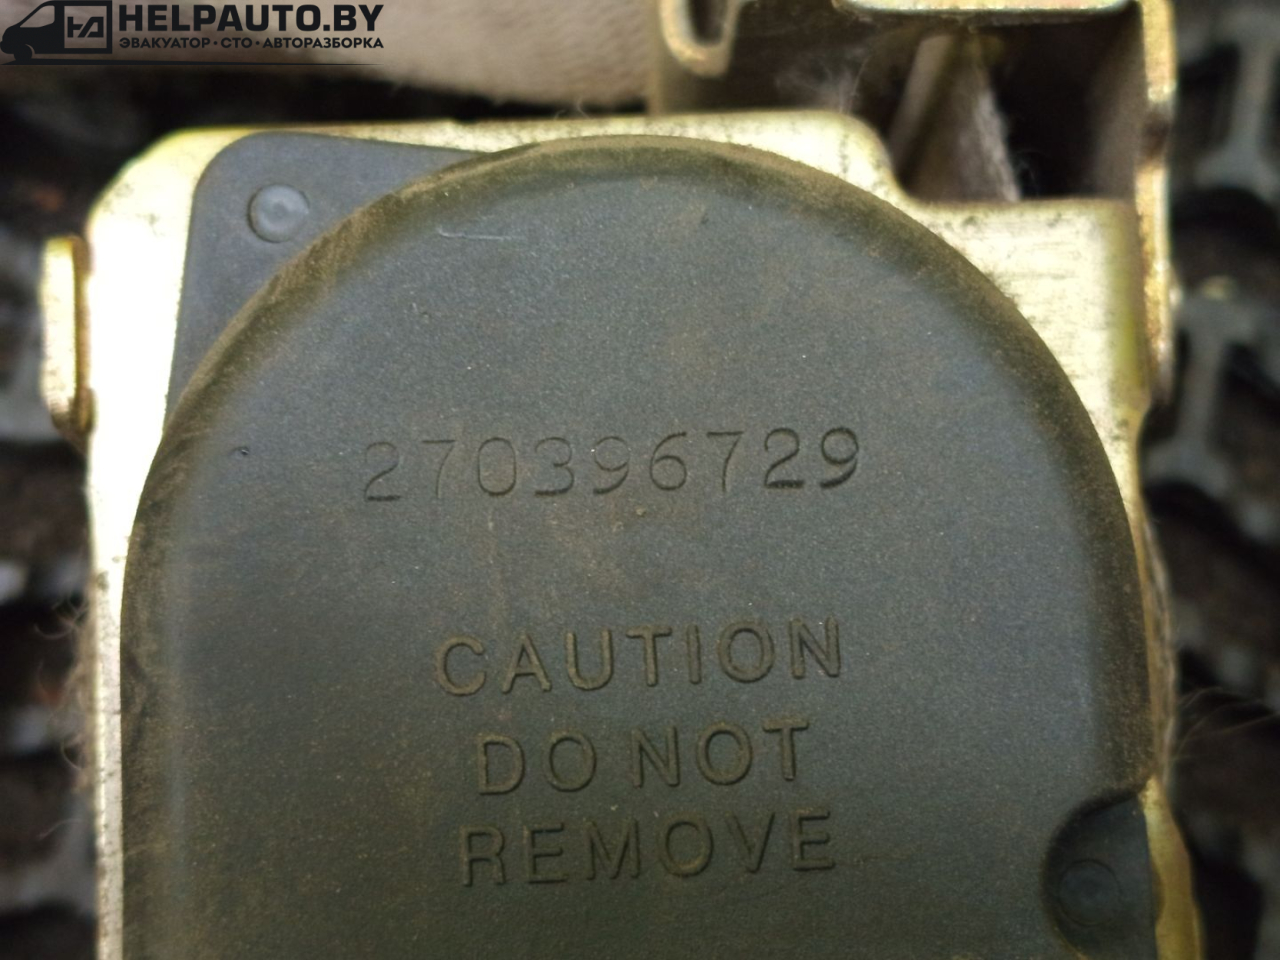 HELPAUTO.BY
ЭВАКУАТОР · СТО · АВТОРАЗБОРКА
270396729
CAUTION
DO NOT
REMOVE